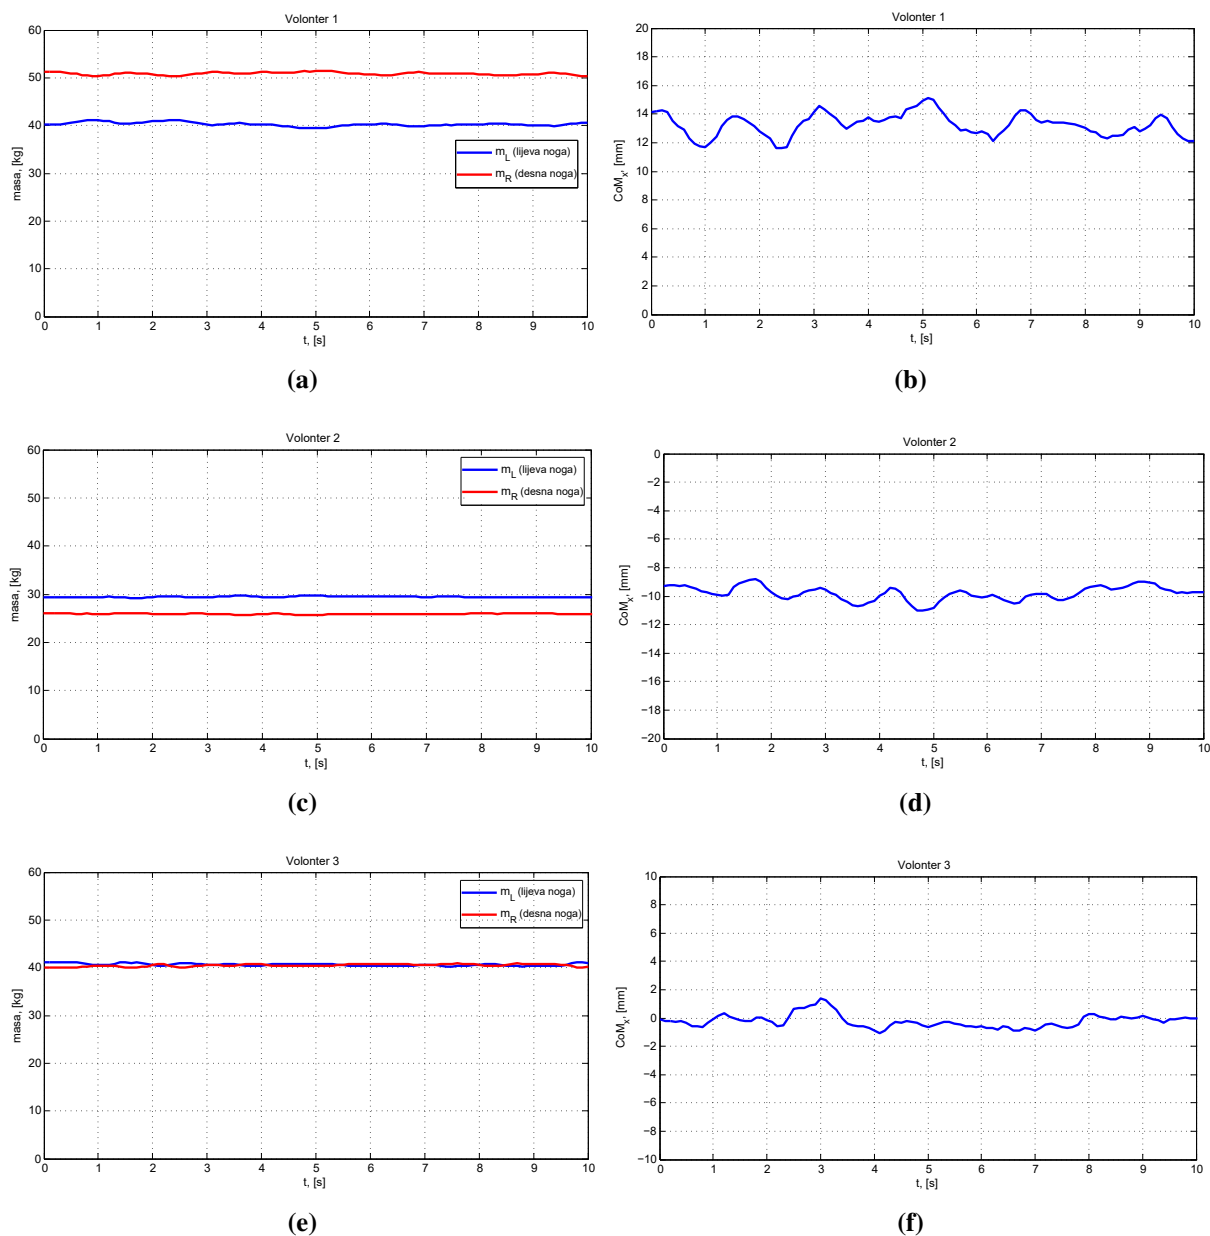 Volonter 1
60
50
40
30
20
10
0
masa, [kg]
m_L (lijeva noga)
m_R (desna noga)
0 1 2 3 4 5 6 7 8 9 10
t, [s]
(a)
Volonter 1
20
18
16
14
12
10
8
6
4
2
0
CoM_x, [mm]
0 1 2 3 4 5 6 7 8 9 10
t, [s]
(b)
Volonter 2
60
50
40
30
20
10
0
masa, [kg]
m_L (lijeva noga)
m_R (desna noga)
0 1 2 3 4 5 6 7 8 9 10
t, [s]
(c)
Volonter 2
0
−2
−4
−6
−8
−10
−12
−14
−16
−18
−20
CoM_x, [mm]
0 1 2 3 4 5 6 7 8 9 10
t, [s]
(d)
Volonter 3
60
50
40
30
20
10
0
masa, [kg]
m_L (lijeva noga)
m_R (desna noga)
0 1 2 3 4 5 6 7 8 9 10
t, [s]
(e)
Volonter 3
10
8
6
4
2
0
−2
−4
−6
−8
−10
CoM_x, [mm]
0 1 2 3 4 5 6 7 8 9 10
t, [s]
(f)